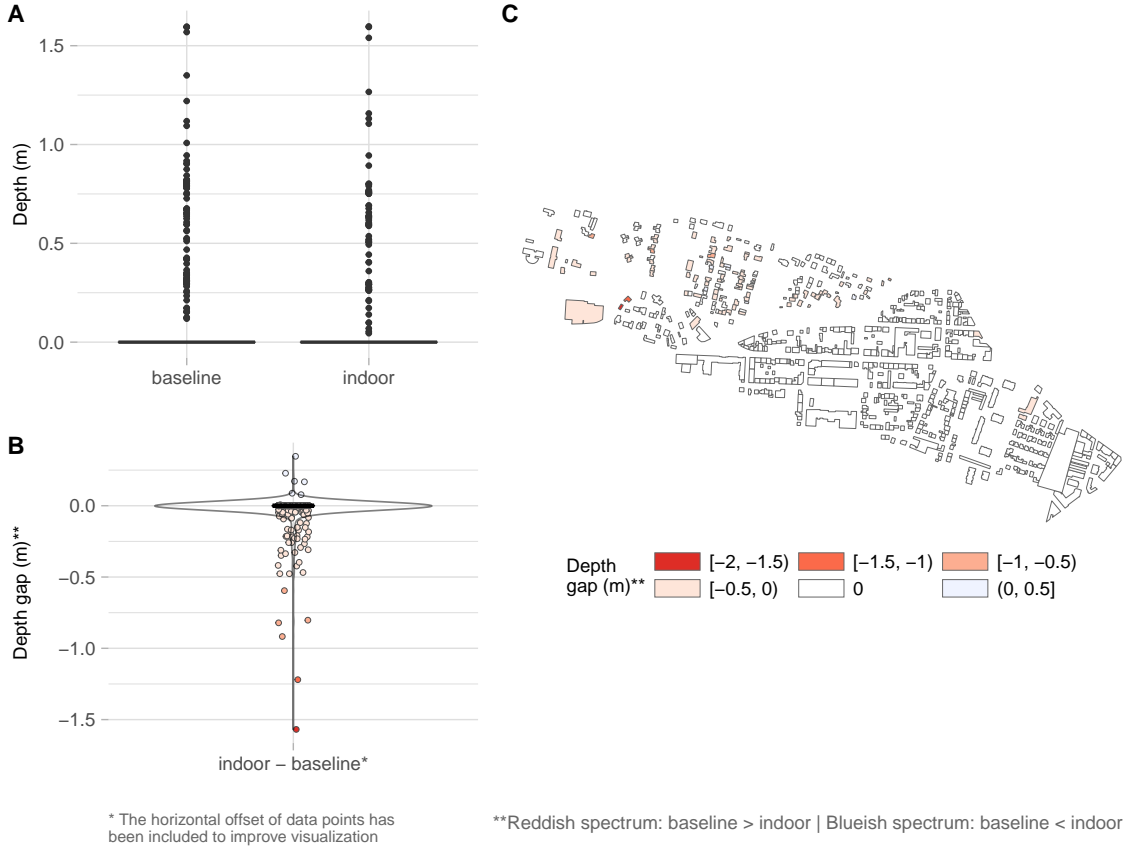 A
1.5
1.0
0.5
0.0
Depth (m)
baseline
indoor
B
0.0
−0.5
−1.0
−1.5
Depth gap (m)**
indoor − baseline*
* The horizontal offset of data points has
been included to improve visualization
C
Depth
gap (m)**
[−2, −1.5)
[−1.5, −1)
[−1, −0.5)
[−0.5, 0)
0
(0, 0.5]
**Reddish spectrum: baseline > indoor | Blueish spectrum: baseline < indoor